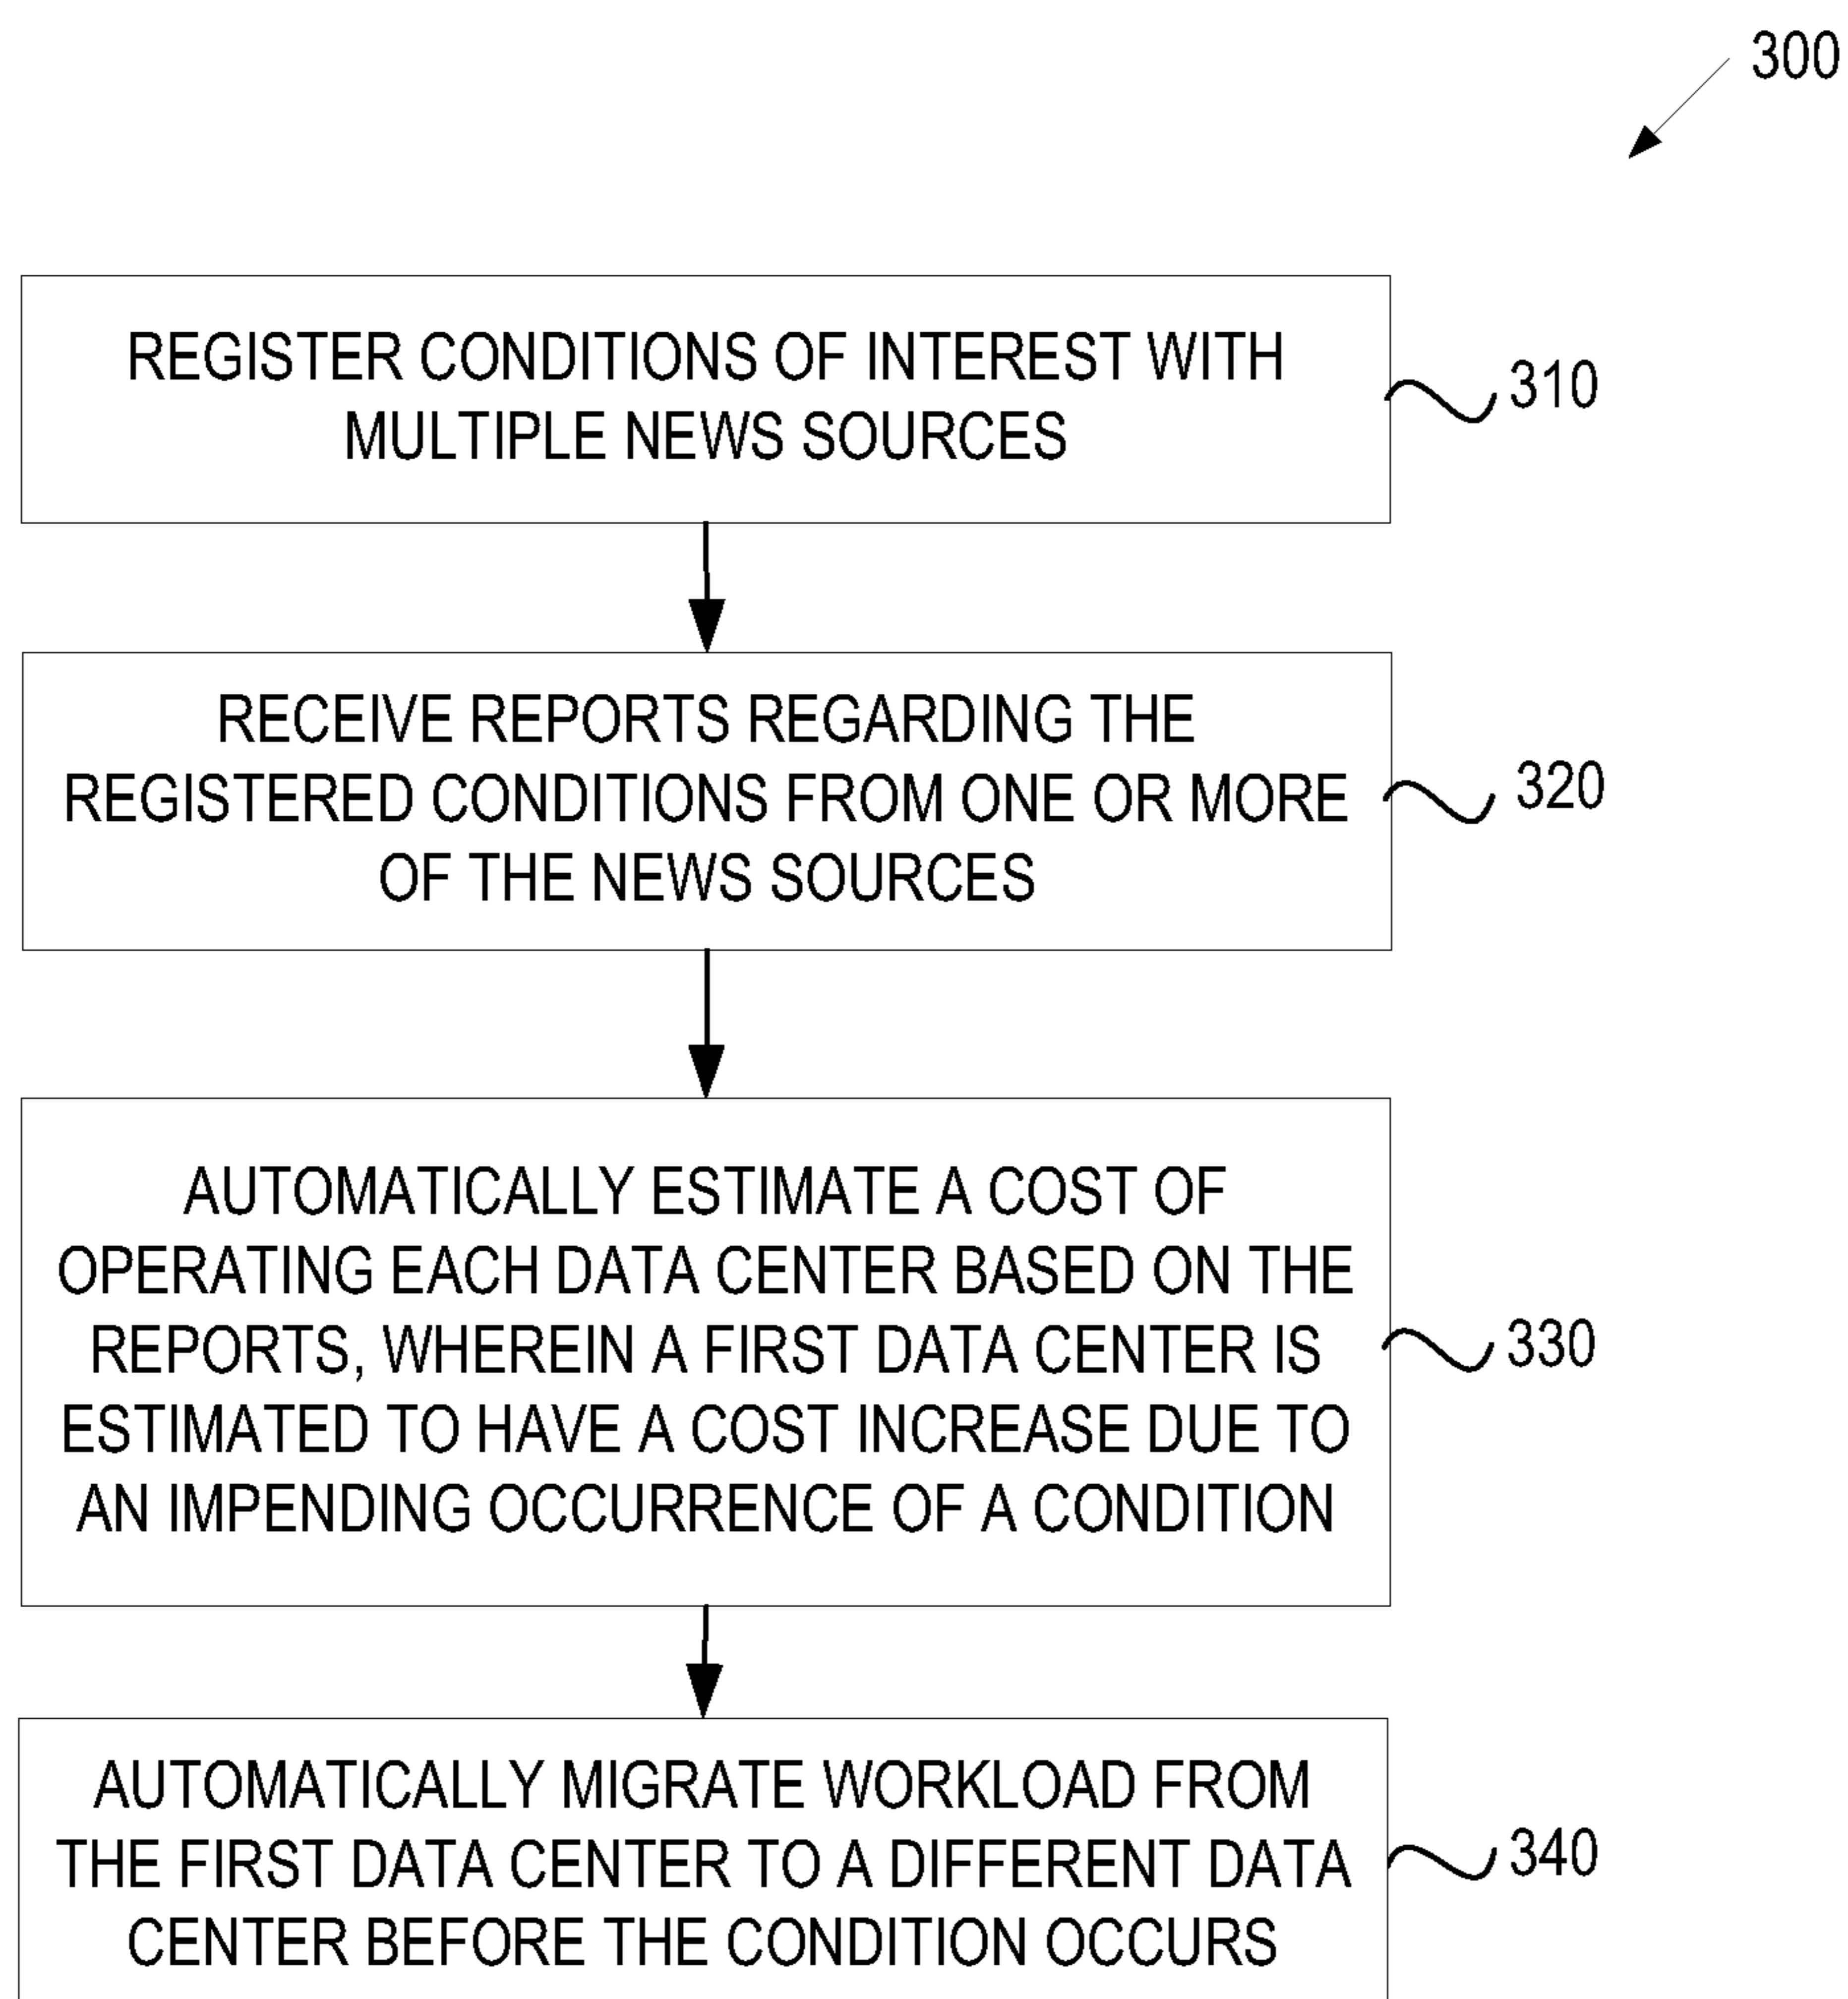 300
REGISTER CONDITIONS OF INTEREST WITH
MULTIPLE NEWS SOURCES
310
RECEIVE REPORTS REGARDING THE
REGISTERED CONDITIONS FROM ONE OR MORE
OF THE NEWS SOURCES
320
AUTOMATICALLY ESTIMATE A COST OF
OPERATING EACH DATA CENTER BASED ON THE
REPORTS, WHEREIN A FIRST DATA CENTER IS
ESTIMATED TO HAVE A COST INCREASE DUE TO
AN IMPENDING OCCURRENCE OF A CONDITION
330
AUTOMATICALLY MIGRATE WORKLOAD FROM
THE FIRST DATA CENTER TO A DIFFERENT DATA
CENTER BEFORE THE CONDITION OCCURS
340